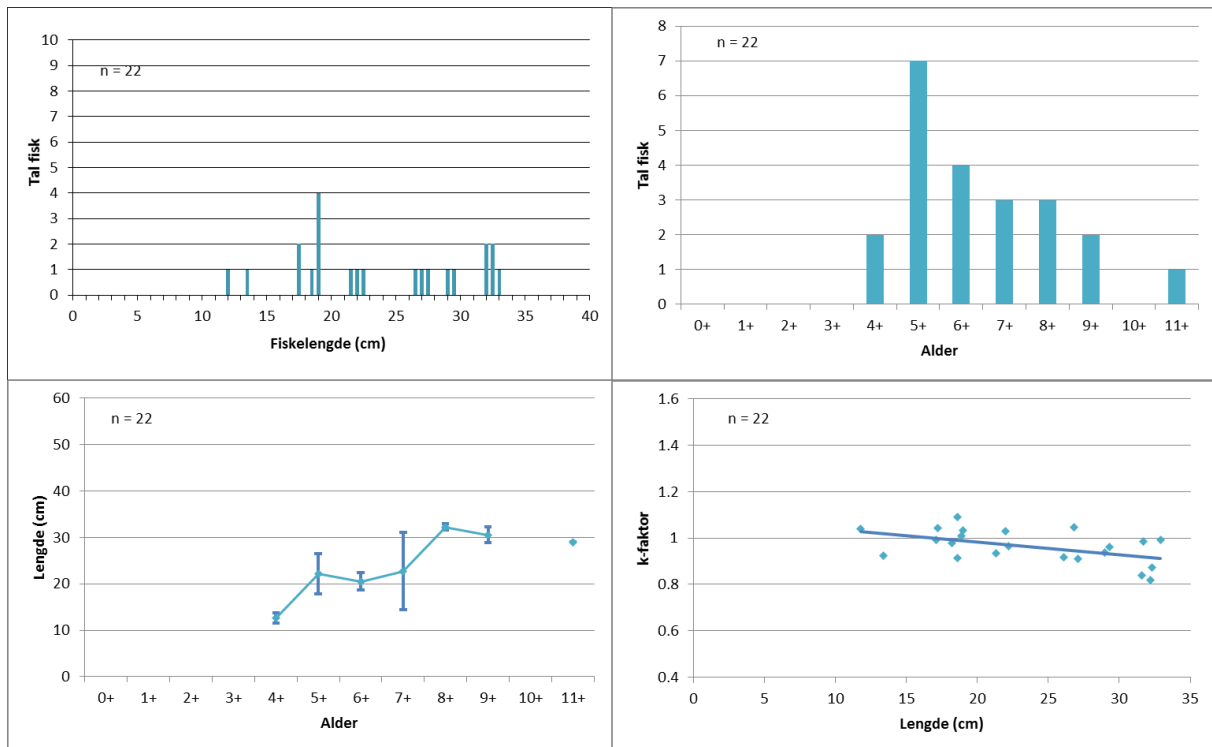 10
9
8
7
6
5
4
3
2
1
0
n = 22
Tal fisk
0 5 10 15 20 25 30 35 40
Fiskelengde (cm)
8
7
6
5
4
3
2
1
0
n = 22
Tal fisk
0+ 1+ 2+ 3+ 4+ 5+ 6+ 7+ 8+ 9+ 10+ 11+
Alder
60
50
40
30
20
10
0
n = 22
Lengde (cm)
0+ 1+ 2+ 3+ 4+ 5+ 6+ 7+ 8+ 9+ 10+ 11+
Alder
1.6
1.4
1.2
1
0.8
0.6
0.4
n = 22
k-faktor
0 5 10 15 20 25 30 35
Lengde (cm)